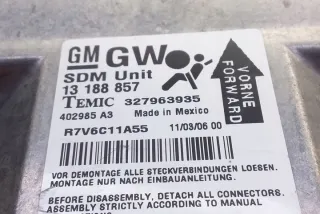 GM GW
SDM Unit
13 188 857
TEMIC 327963935
402985 A3 Made in Mexico
R7V6C11A55 11/03/06 00
VORNE
FORWARD
VOR DEMONTAGE ALLE STECKVERBINDUNGEN LOESEN.
MONTAGE NUR NACH EINBAUANLEITUNG.
BEFORE DISASSEMBLY, DETACH ALL CONNECTORS.
ASSEMBLY STRICTLY ACCORDING TO MANUAL